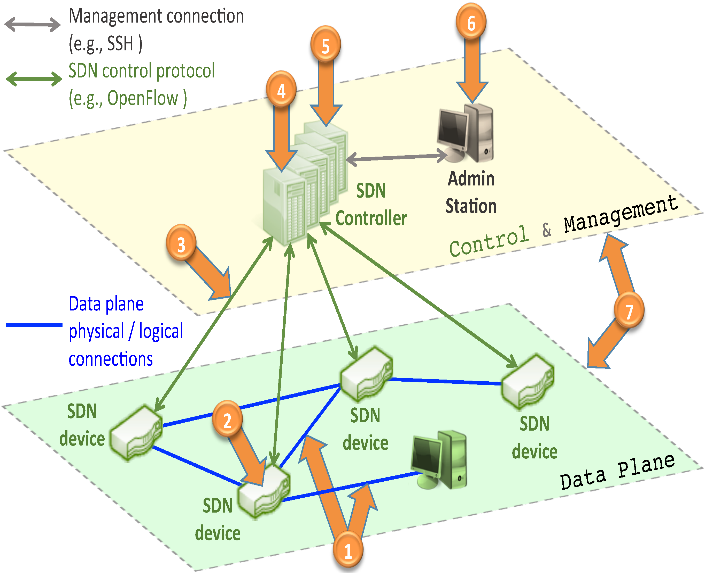 Management connection
(e.g., SSH )
SDN control protocol
(e.g., OpenFlow )
5
6
4
SDN
Controller
Admin
Station
Control & Management
3
7
Data plane
physical / logical
connections
SDN
device
SDN
device
SDN
device
2
SDN
device
Data Plane
1